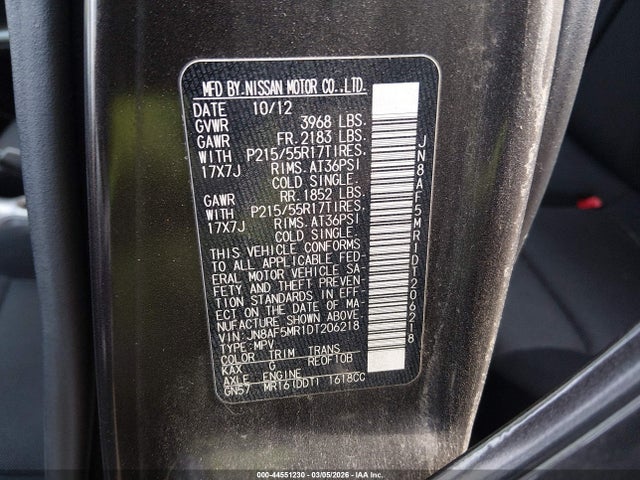 MFD BY.NISSAN MOTOR CO.,LTD.
DATE 10/12
GVWR 3968 LBS.
GAWR FR.2183 LBS.
WITH P215/55R17TIRES.
17X7J RIMS.AT36PSI
COLD SINGLE.
GAWR RR.1852 LBS.
WITH P215/55R17TIRES.
17X7J RIMS.AT36PSI
COLD SINGLE.
THIS VEHICLE CONFORMS
TO ALL APPLICABLE FED-
ERAL MOTOR VEHICLE SA-
FETY AND THEFT PREVEN-
TION STANDARDS IN EFF-
ECT ON THE DATE OF MA-
NUFACTURE SHOWN ABOVE.
VIN:JN8AF5MR1DT206218
TYPE:MPV
COLOR TRIM TRANS
KAX G RE0F10B
AXLE ENGINE
GN57 MR16(DDT) 1618CC
JN8AF5MR1DT206218
000-44551230 - 03/05/2026 - IAA, Inc.